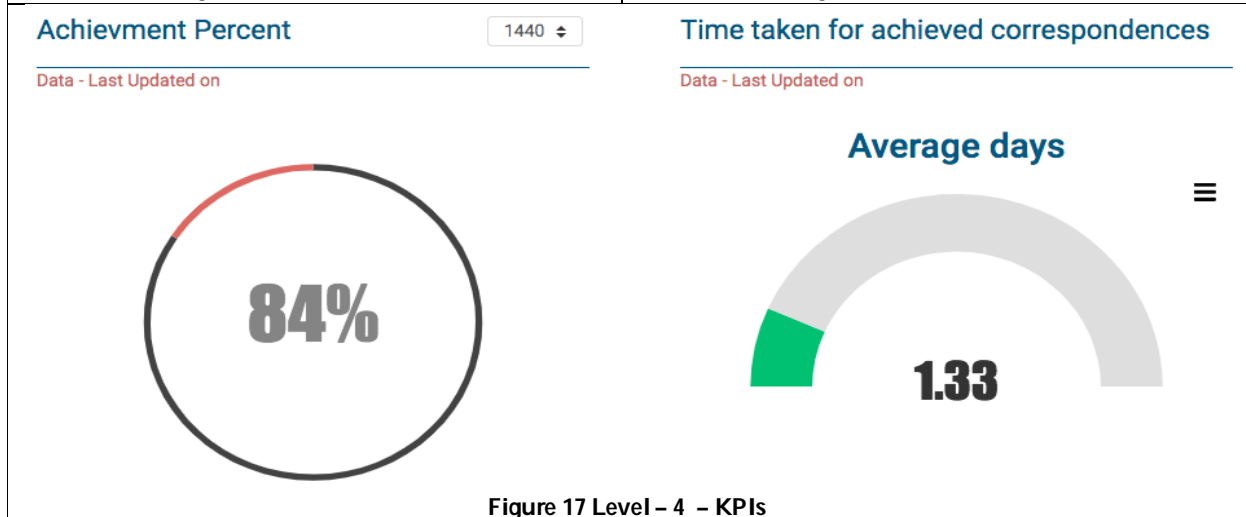 Achievment Percent
1440
Data - Last Updated on
84%
Time taken for achieved correspondences
Data - Last Updated on
Average days
1.33
Figure 17 Level – 4 – KPIs